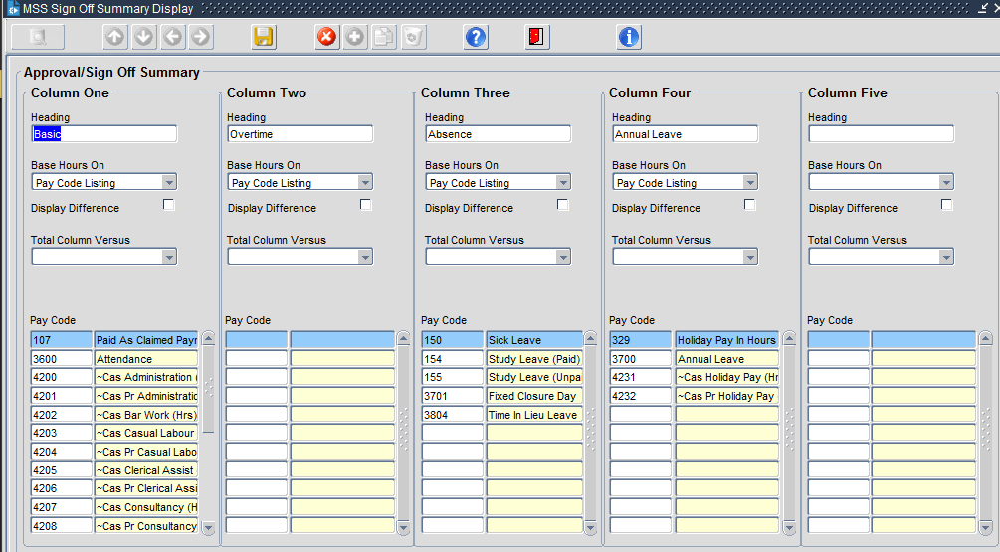 MSS Sign Off Summary Display
Approval/Sign Off Summary
Column One
Heading
Basic
Base Hours On
Pay Code Listing
Display Difference
Total Column Versus
Pay Code
107 Paid As Claimed Payr
3600 Attendance
4200 ~Cas Administration (
4201 ~Cas Pr Administratic
4202 ~Cas Bar Work (Hrs)
4203 ~Cas Casual Labour
4204 ~Cas Pr Casual Labo
4205 ~Cas Clerical Assist
4206 ~Cas Pr Clerical Assi
4207 ~Cas Consultancy (H
4208 ~Cas Pr Consultancy
Column Two
Heading
Overtime
Base Hours On
Pay Code Listing
Display Difference
Total Column Versus
Pay Code
Column Three
Heading
Absence
Base Hours On
Pay Code Listing
Display Difference
Total Column Versus
Pay Code
150 Sick Leave
154 Study Leave (Paid)
155 Study Leave (Unpa
3701 Fixed Closure Day
3804 Time In Lieu Leave
Column Four
Heading
Annual Leave
Base Hours On
Pay Code Listing
Display Difference
Total Column Versus
Pay Code
329 Holiday Pay In Hours
3700 Annual Leave
4231 ~Cas Holiday Pay (Hr
4232 ~Cas Pr Holiday Pay
Column Five
Heading
Base Hours On
Display Difference
Total Column Versus
Pay Code